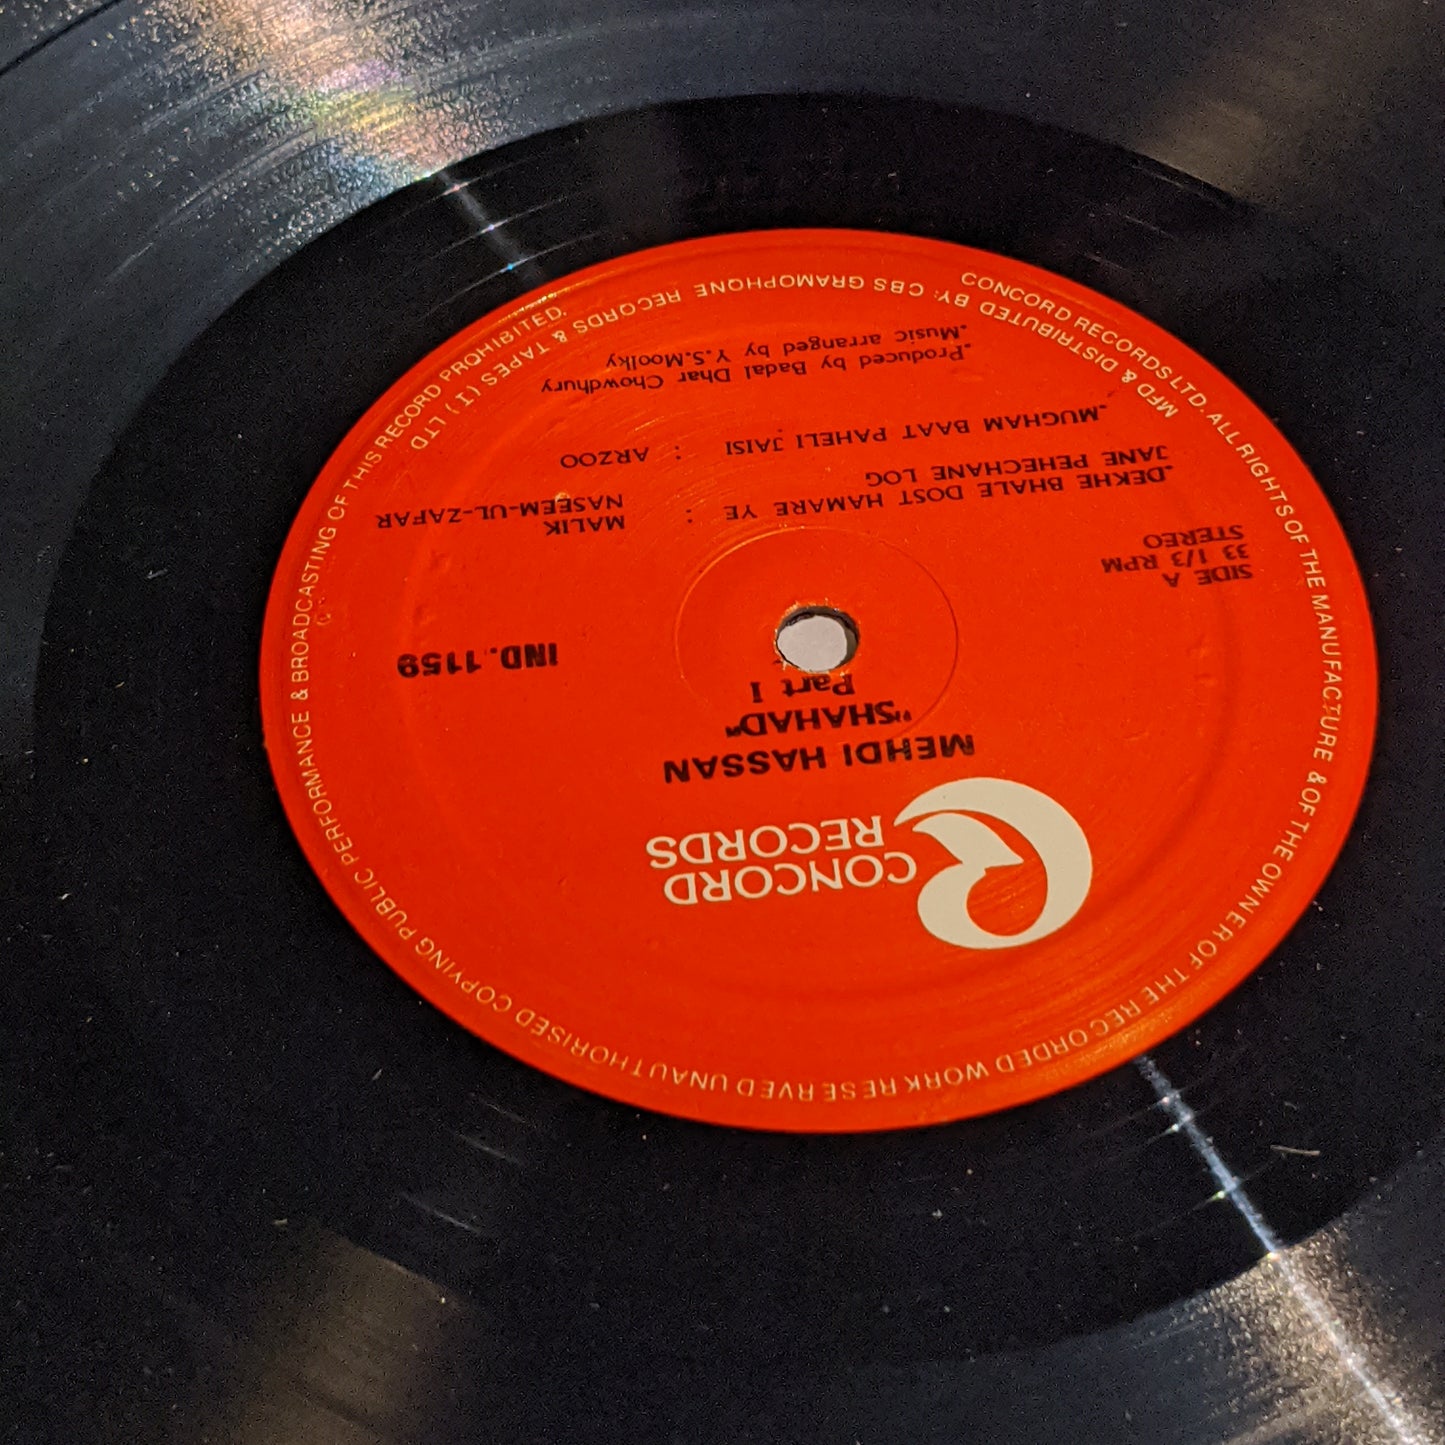 CONCORD
RECORDS
MEHDI HASSAN
"SHAHAD"
Part I
IND.1159
SIDE A
33 1/3 RPM
STEREO
.DEKHE BHALE DOST HAMARE YE : MALIK
JANE PEHECHANE LOG NASEEM-UL-ZAFAR
.MUGHAM BAAT PAHELI JAISI : ARZOO
.Produced by Badal Dhar Chowdhury
.Music arranged by Y.S.Moolky
MFD & DISTRIBUTED BY: CBS GRAMOPHONE RECORDS & TAPES (I) LTD
CONCORD RECORDS LTD. ALL RIGHTS OF THE MANUFACTURE & OF THE OWNER OF THE RECORDED WORK RESERVED UNAUTHORISED COPYING PUBLIC PERFORMANCE & BROADCASTING OF THIS RECORD PROHIBITED.